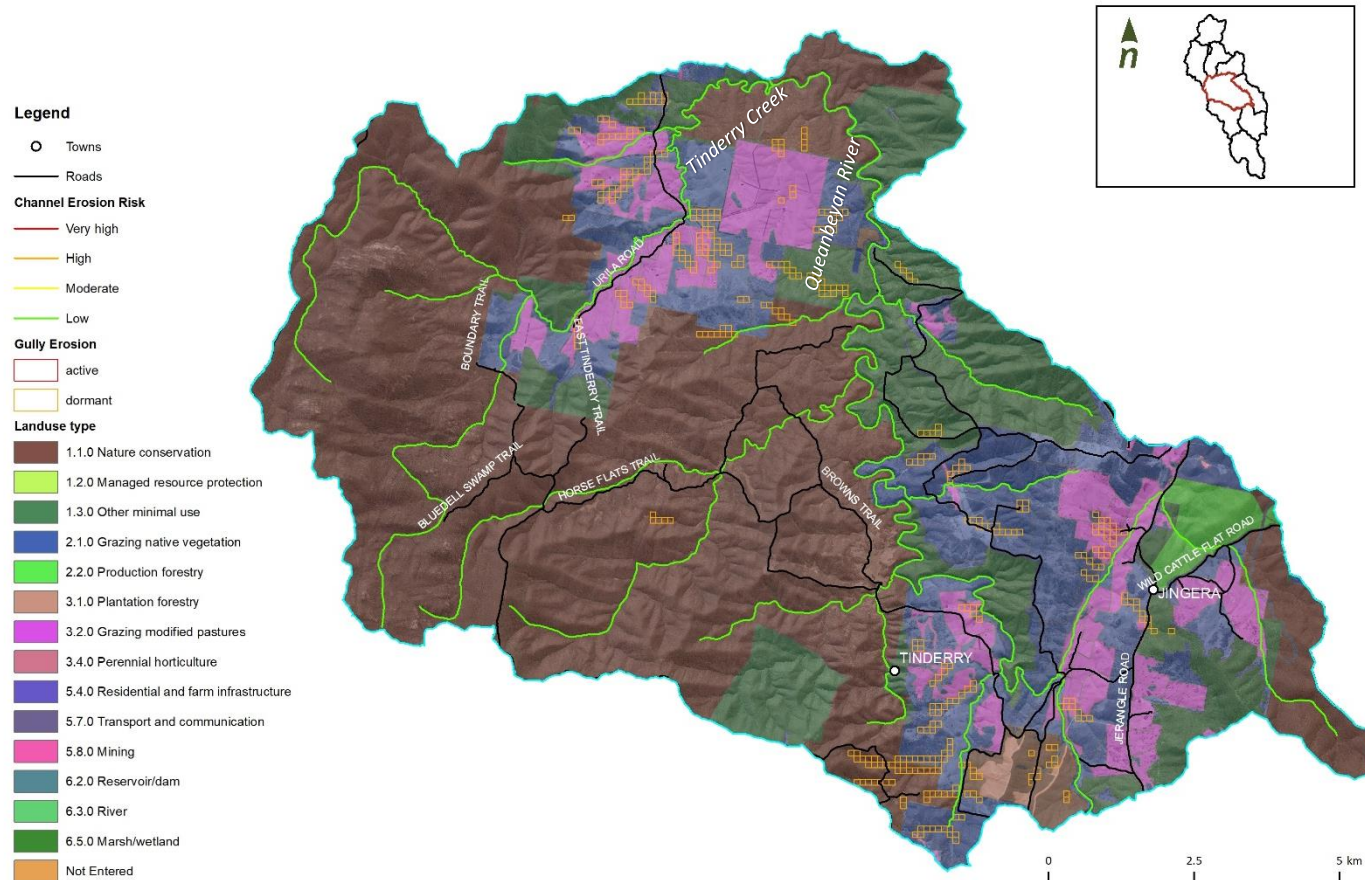 n
Legend
Towns
Roads
Channel Erosion Risk
Very high
High
Moderate
Low
Gully Erosion
active
dormant
Landuse type
1.1.0 Nature conservation
1.2.0 Managed resource protection
1.3.0 Other minimal use
2.1.0 Grazing native vegetation
2.2.0 Production forestry
3.1.0 Plantation forestry
3.2.0 Grazing modified pastures
3.4.0 Perennial horticulture
5.4.0 Residential and farm infrastructure
5.7.0 Transport and communication
5.8.0 Mining
6.2.0 Reservoir/dam
6.3.0 River
6.5.0 Marsh/wetland
Not Entered
Tinderry Creek
Queanbeyan River
URILA ROAD
BOUNDARY TRAIL
EAST TINDERRY TRAIL
BLUEDELL SWAMP TRAIL
HORSE FLATS TRAIL
BROWNS TRAIL
WILD CATTLE FLAT ROAD
JINGERA
TINDERRY
JERANGLE ROAD
0 2.5 5 km